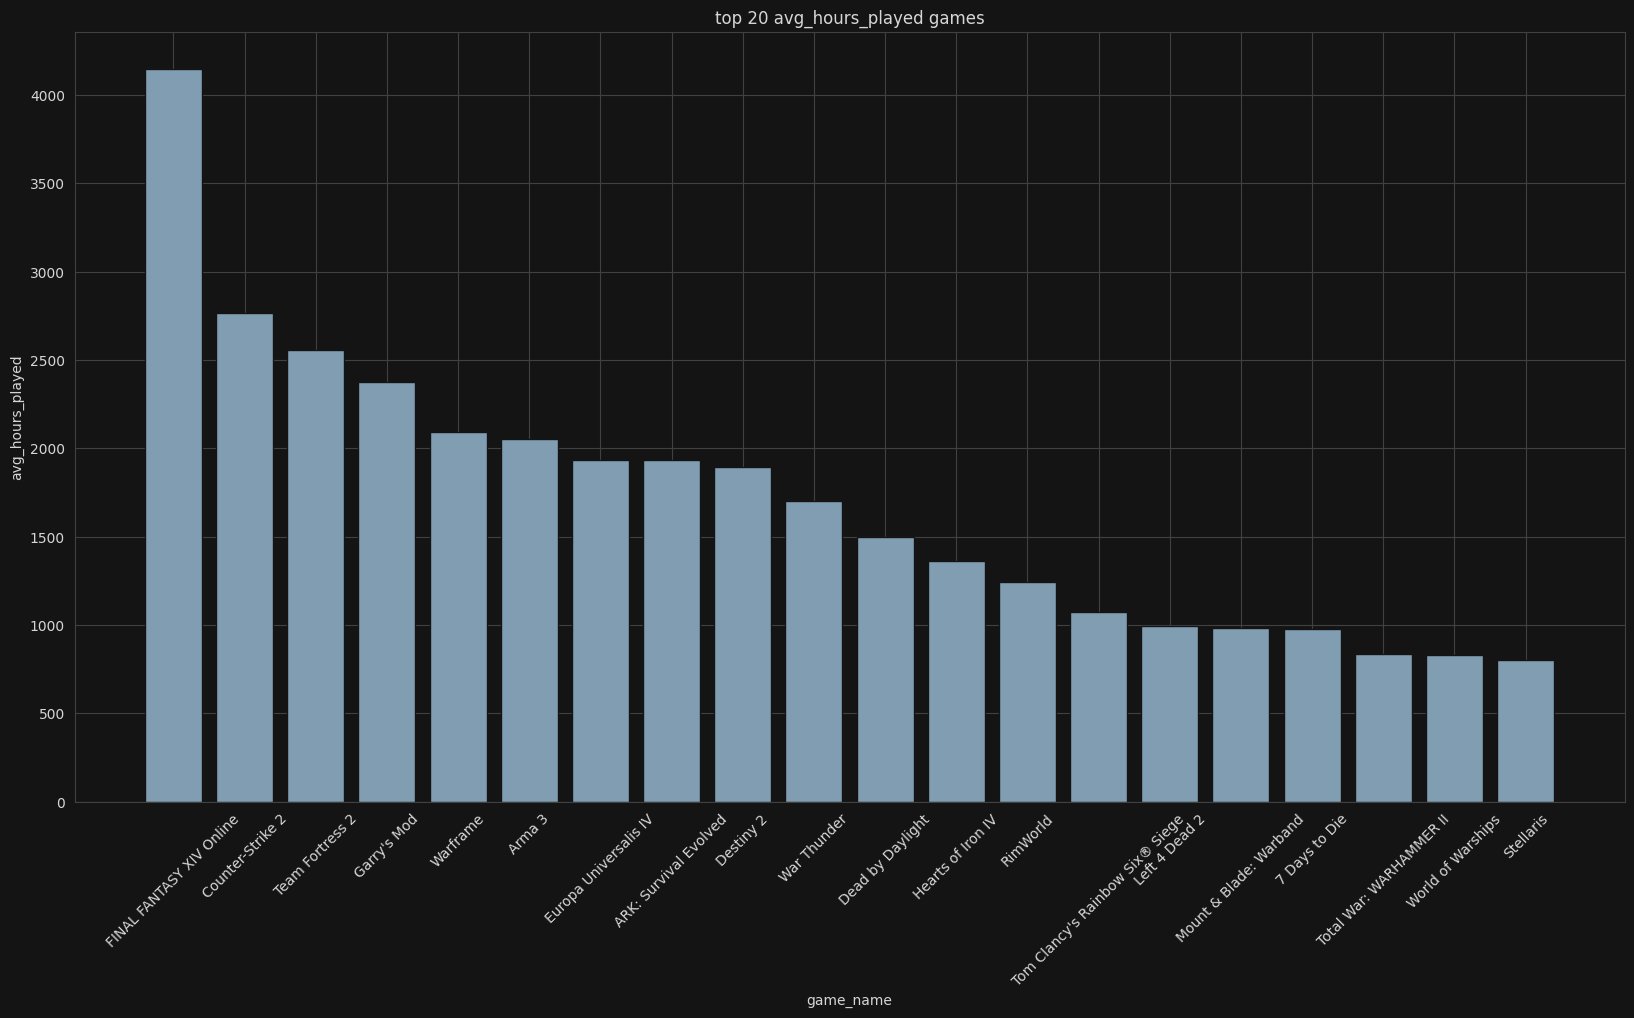 top 20 avg_hours_played games
avg_hours_played
4000
3500
3000
2500
2000
1500
1000
500
0
FINAL FANTASY XIV Online
Counter-Strike 2
Team Fortress 2
Garry's Mod
Warframe
Arma 3
Europa Universalis IV
ARK: Survival Evolved
Destiny 2
War Thunder
Dead by Daylight
Hearts of Iron IV
RimWorld
Tom Clancy's Rainbow Six® Siege
Left 4 Dead 2
Mount & Blade: Warband
7 Days to Die
Total War: WARHAMMER II
World of Warships
Stellaris
game_name